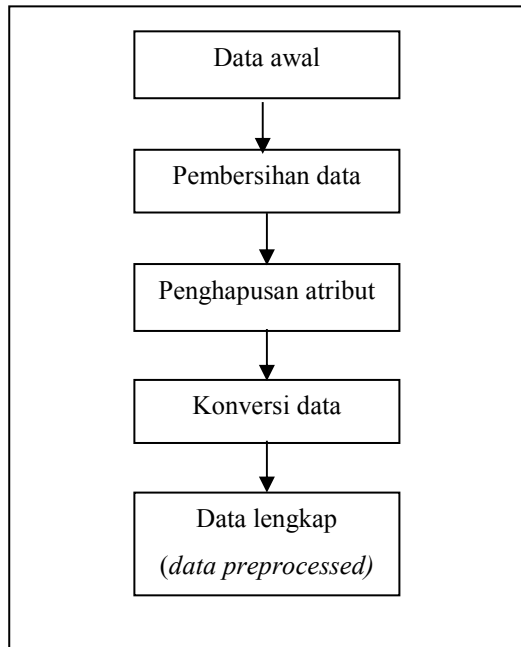 Data awal
Pembersihan data
Penghapusan atribut
Konversi data
Data lengkap
(data preprocessed)